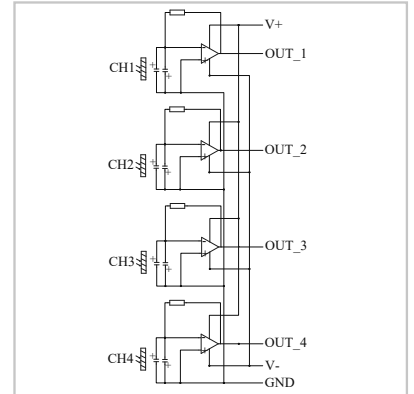 V+
CH1
OUT_1
CH2
OUT_2
CH3
OUT_3
CH4
OUT_4
V-
GND